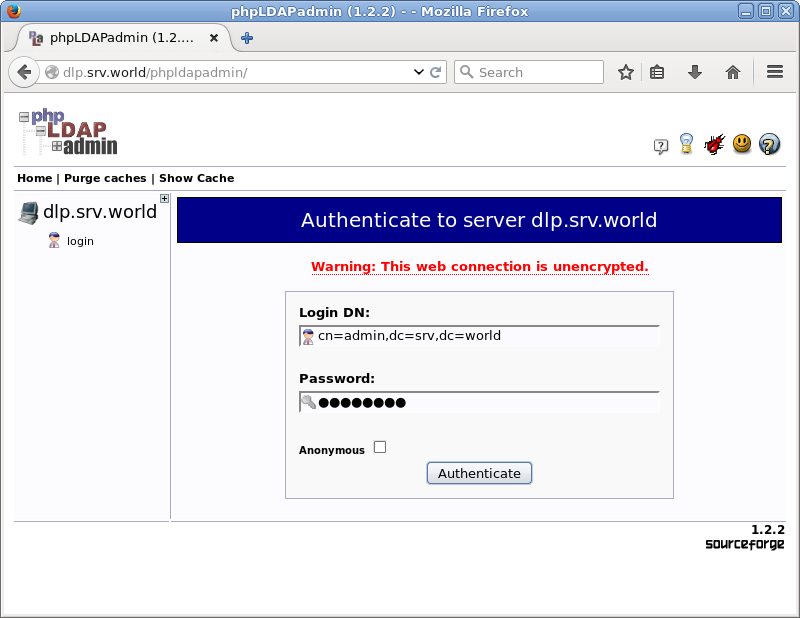 phpLDAPadmin (1.2.2) - - Mozilla Firefox
phpLDAPadmin (1.2....
dlp.srv.world/phpldapadmin/
Search
php
LDAP
admin
Home | Purge caches | Show Cache
dlp.srv.world
login
Authenticate to server dlp.srv.world
Warning: This web connection is unencrypted.
Login DN:
cn=admin,dc=srv,dc=world
Password:
●●●●●●●●
Anonymous
Authenticate
1.2.2
sourceforge